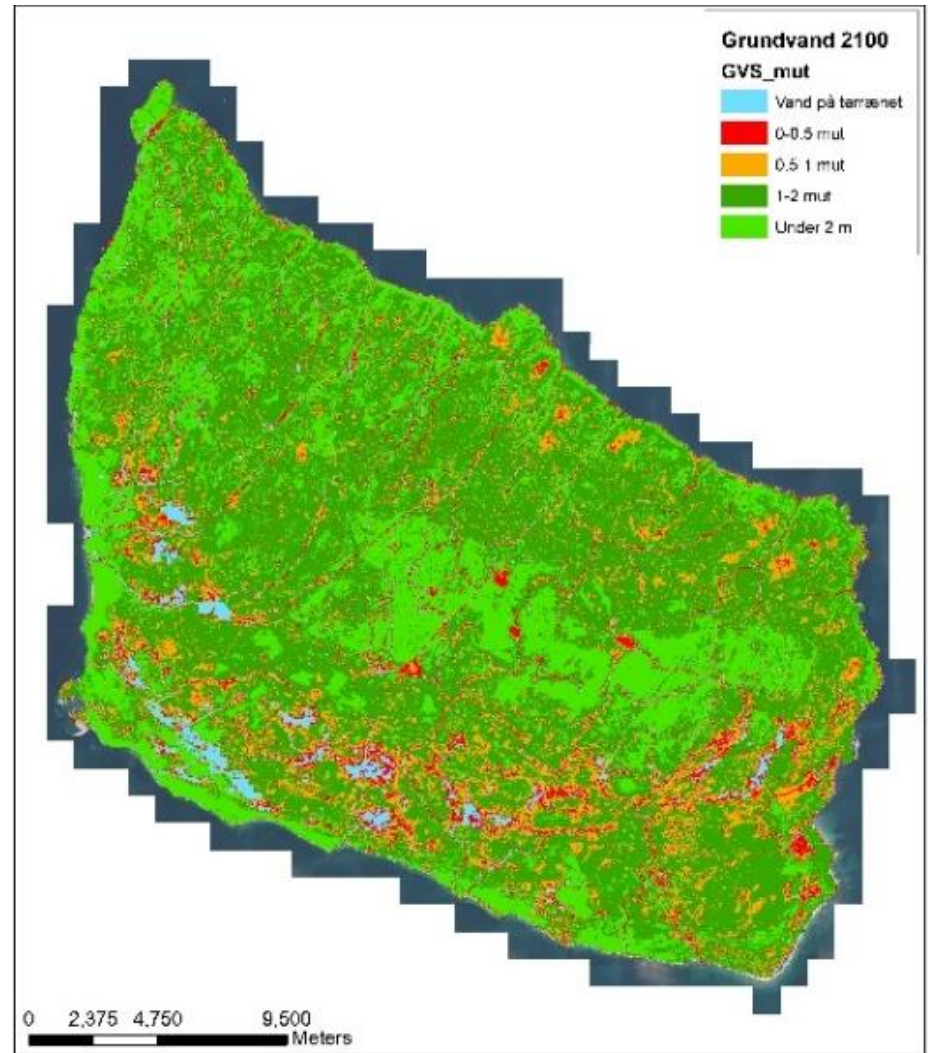 Grundvand 2100
GVS_mut
Vand på terrænet
0-0.5 mut
0.5 1 mut
1-2 mut
Under 2 m
0 2,375 4,750 9,500
Meters